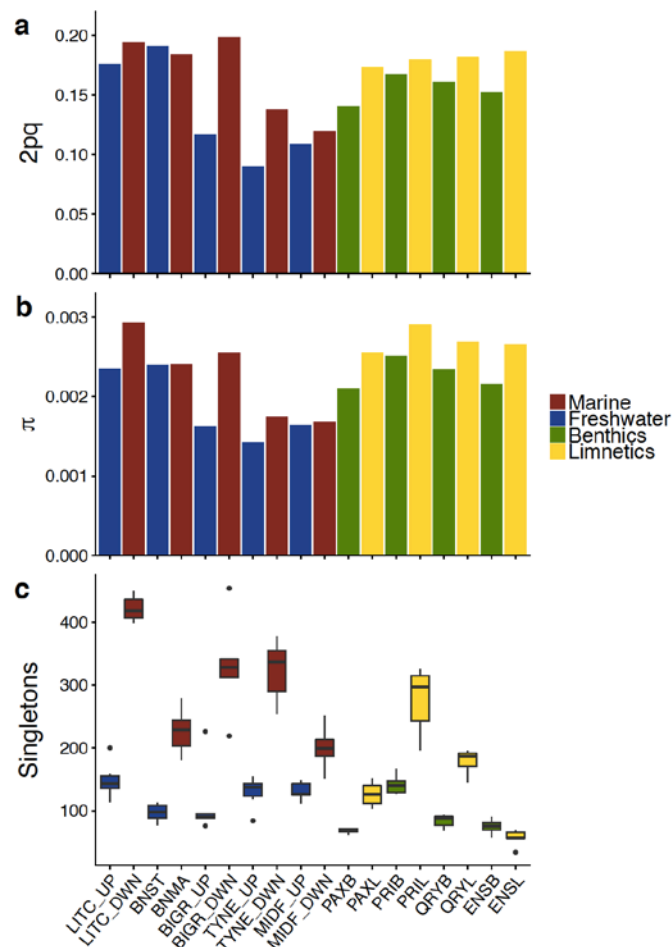 a
0.20
0.15
0.10
0.05
0.00
2pq
b
0.003
0.002
0.001
0.000
π
Marine
Freshwater
Benthics
Limnetics
c
400
300
200
100
Singletons
LITC_UP
LITC_DWN
BNST
BNMA
BIGR_UP
BIGR_DWN
TYNE_UP
TYNE_DWN
MIDF_UP
MIDF_DWN
PAXB
PAXL
PRIB
PRIL
QRYB
QRYL
ENSB
ENSL